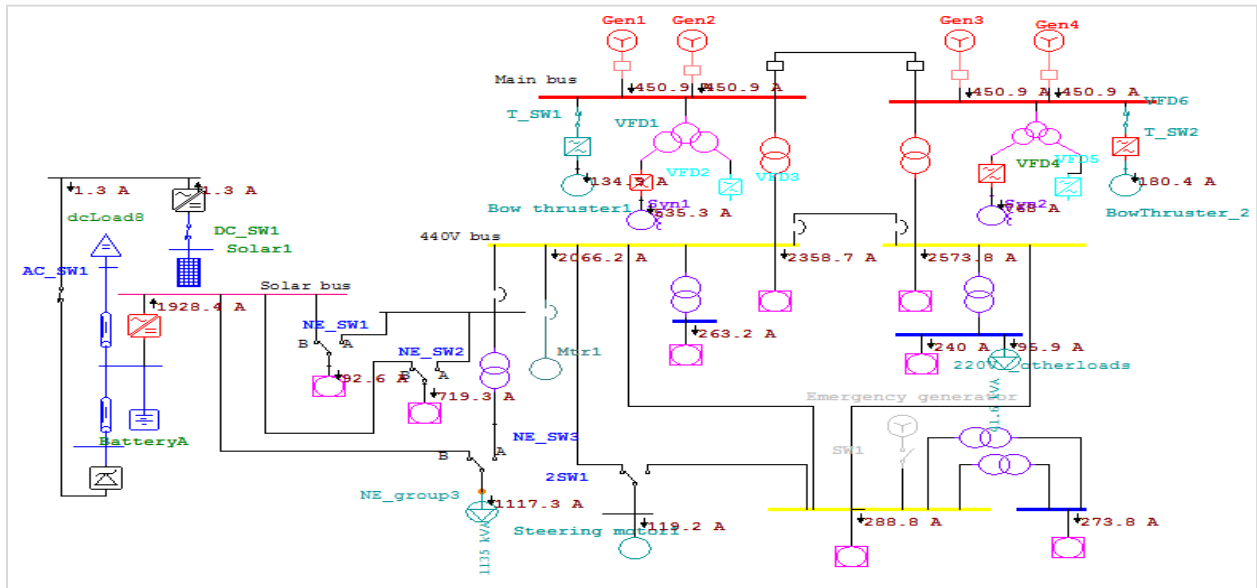 Gen1 Gen2 Gen3 Gen4
Main bus
450.9 A 450.9 A 450.9 A 450.9 A
VFD6
T_SW1
VFD1
T_SW2
VFD4
VFD5
VFD2
VFD3
134.9 A
180.4 A
1.3 A 1.3 A
Syn1
635.3 A
Syn2
768 A
Bow thruster1
BowThruster_2
dcLoad8
DC_SW1
Solar1
440V bus
2066.2 A 2358.7 A 2573.8 A
AC_SW1
Solar bus
1928.4 A
NE_SW1
B A
263.2 A
240 A 95.9 A
NE_SW2
B A
Mtr1
220V_otherloads
92.6 A
719.3 A
Emergency generator
BatteryA
NE_SW3
B A
SW1
2SW1
NE_group3
1117.3 A
1135 kVA
Steering motor1
119.2 A
288.8 A
273.8 A